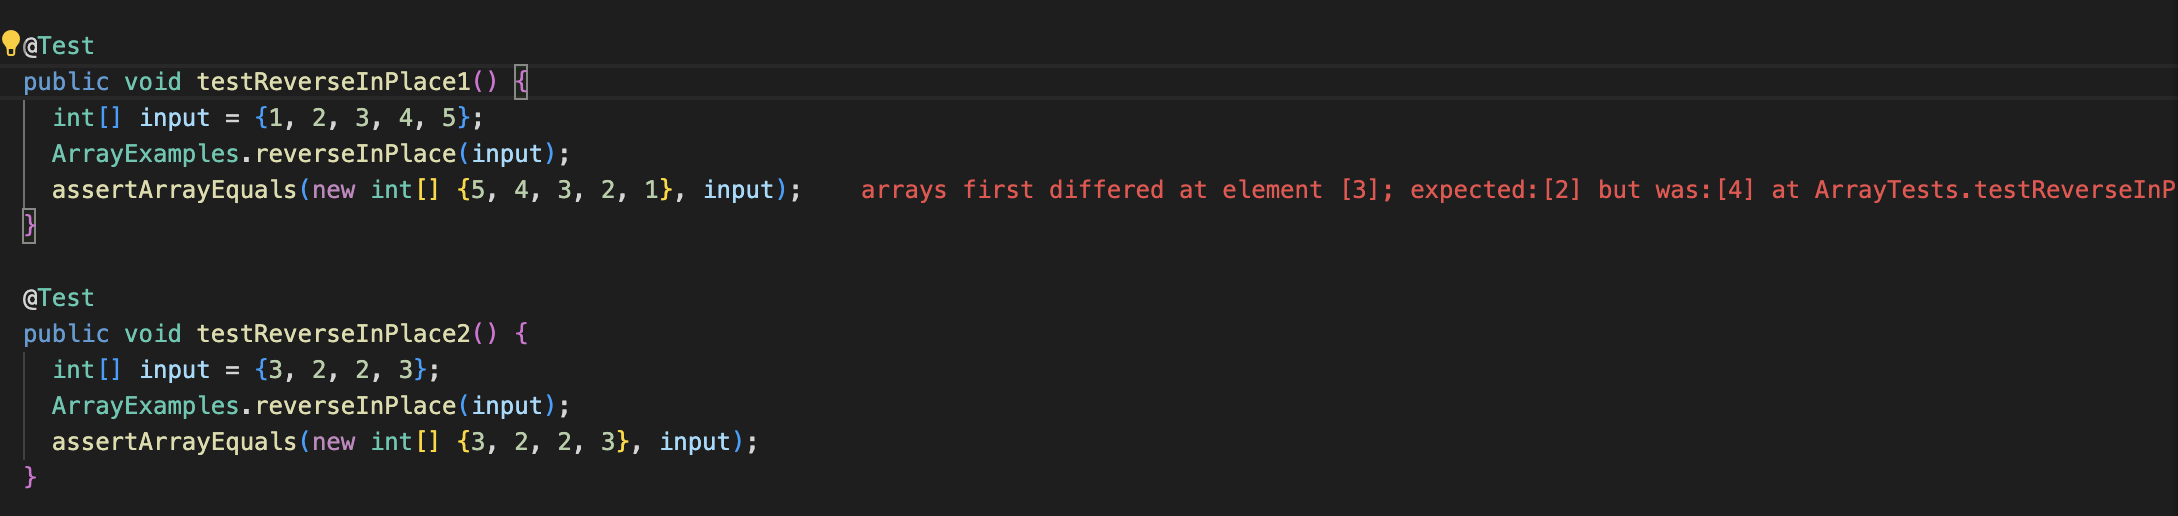 @Test
public void testReverseInPlace1() {
int[] input = {1, 2, 3, 4, 5};
ArrayExamples.reverseInPlace(input);
assertArrayEquals(new int[] {5, 4, 3, 2, 1}, input); arrays first differed at element [3]; expected:[2] but was:[4] at ArrayTests.testReverseInP
}
@Test
public void testReverseInPlace2() {
int[] input = {3, 2, 2, 3};
ArrayExamples.reverseInPlace(input);
assertArrayEquals(new int[] {3, 2, 2, 3}, input);
}